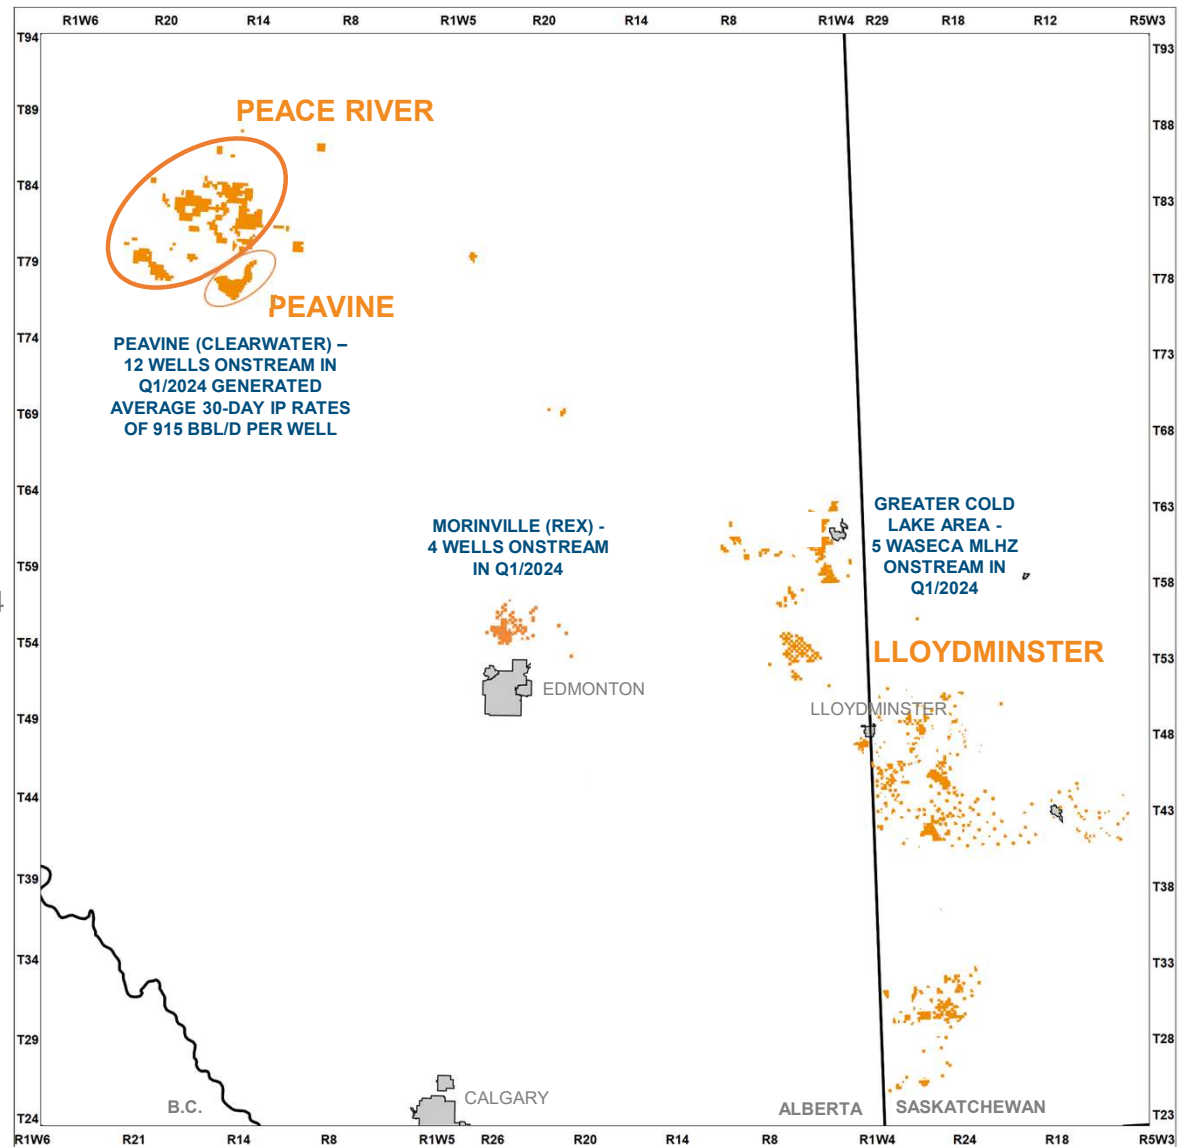 R1W6 R20 R14 R8 R1W5 R20 R14 R8 R1W4 R29 R18 R12 R5W3
T94 T93
PEACE RIVER
T89 T88
T84 T83
T79 T78
PEAVINE
PEAVINE (CLEARWATER) –
12 WELLS ONSTREAM IN
Q1/2024 GENERATED
AVERAGE 30-DAY IP RATES
OF 915 BBL/D PER WELL
T74 T73
T69 T68
T64 T63
MORINVILLE (REX) -
4 WELLS ONSTREAM
IN Q1/2024
GREATER COLD
LAKE AREA -
5 WASECA MLHZ
ONSTREAM IN
Q1/2024
T59 T58
T54 T53
LLOYDMINSTER
EDMONTON
LLOYDMINSTER
T49 T48
T44 T43
T39 T38
T34 T33
T29 T28
CALGARY
B.C. ALBERTA SASKATCHEWAN
T24 T23
R1W6 R21 R14 R8 R1W5 R26 R20 R14 R8 R1W4 R24 R18 R5W3